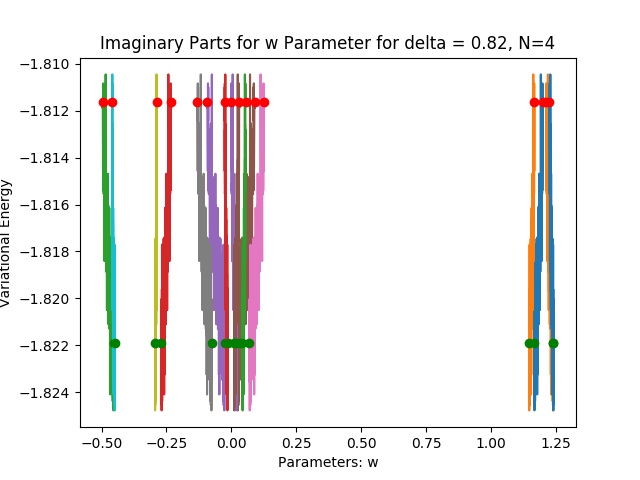 Imaginary Parts for w Parameter for delta = 0.82, N=4
Variational Energy
−1.810
−1.812
−1.814
−1.816
−1.818
−1.820
−1.822
−1.824
−0.50 −0.25 0.00 0.25 0.50 0.75 1.00 1.25
Parameters: w